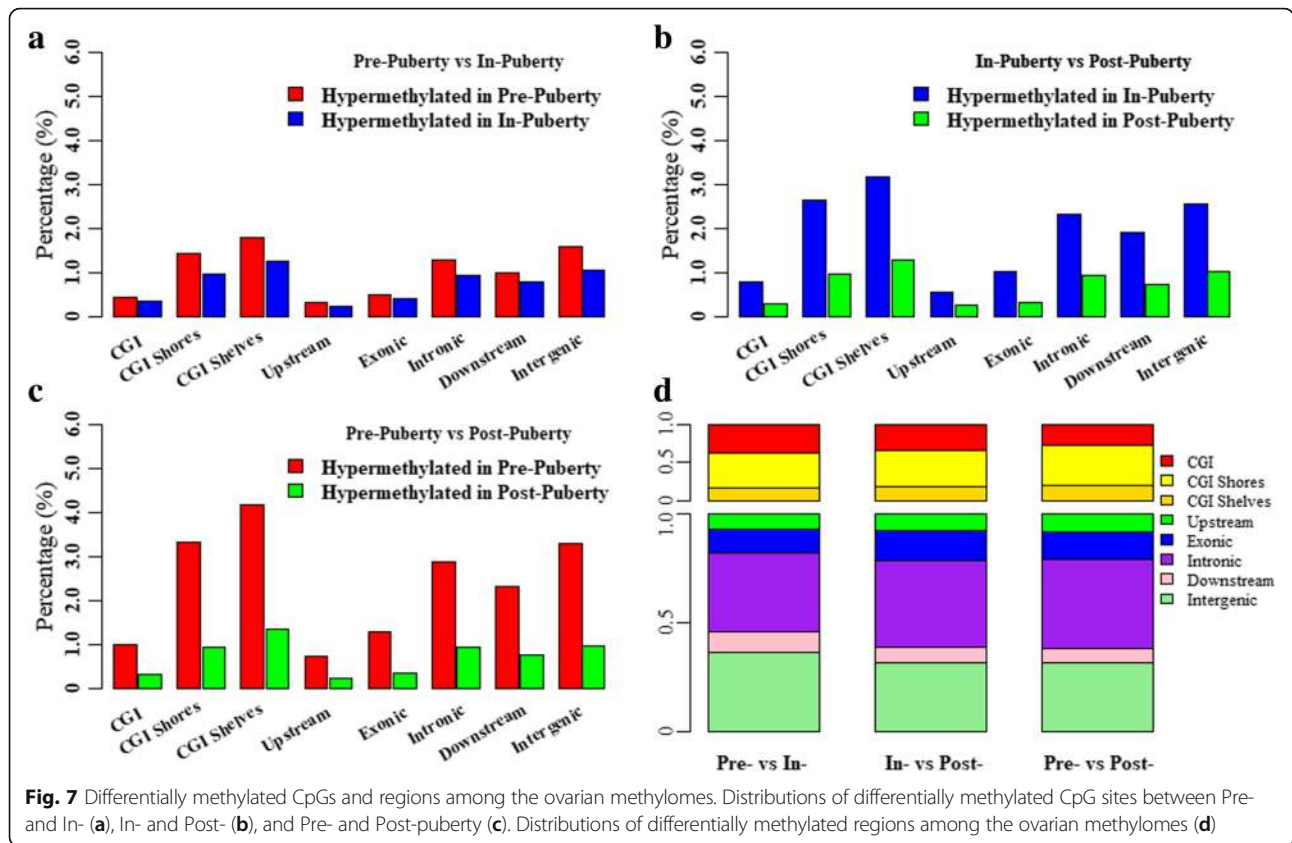 a
Pre-Puberty vs In-Puberty
Hypermethylated in Pre-Puberty
Hypermethylated in In-Puberty
Percentage (%)
6.0
5.0
4.0
3.0
2.0
1.0
0
CGI
CGI Shores
CGI Shelves
Upstream
Exonic
Intronic
Downstream
Intergenic
b
In-Puberty vs Post-Puberty
Hypermethylated in In-Puberty
Hypermethylated in Post-Puberty
Percentage (%)
6.0
5.0
4.0
3.0
2.0
1.0
0
CGI
CGI Shores
CGI Shelves
Upstream
Exonic
Intronic
Downstream
Intergenic
c
Pre-Puberty vs Post-Puberty
Hypermethylated in Pre-Puberty
Hypermethylated in Post-Puberty
Percentage (%)
6.0
5.0
4.0
3.0
2.0
1.0
0
CGI
CGI Shores
CGI Shelves
Upstream
Exonic
Intronic
Downstream
Intergenic
d
1.0
0.5
0
1.0
0.5
0
CGI
CGI Shores
CGI Shelves
Upstream
Exonic
Intronic
Downstream
Intergenic
Pre- vs In-
In- vs Post-
Pre- vs Post-
Fig. 7 Differentially methylated CpGs and regions among the ovarian methylomes. Distributions of differentially methylated CpG sites between Pre-
and In- (a), In- and Post- (b), and Pre- and Post-puberty (c). Distributions of differentially methylated regions among the ovarian methylomes (d)